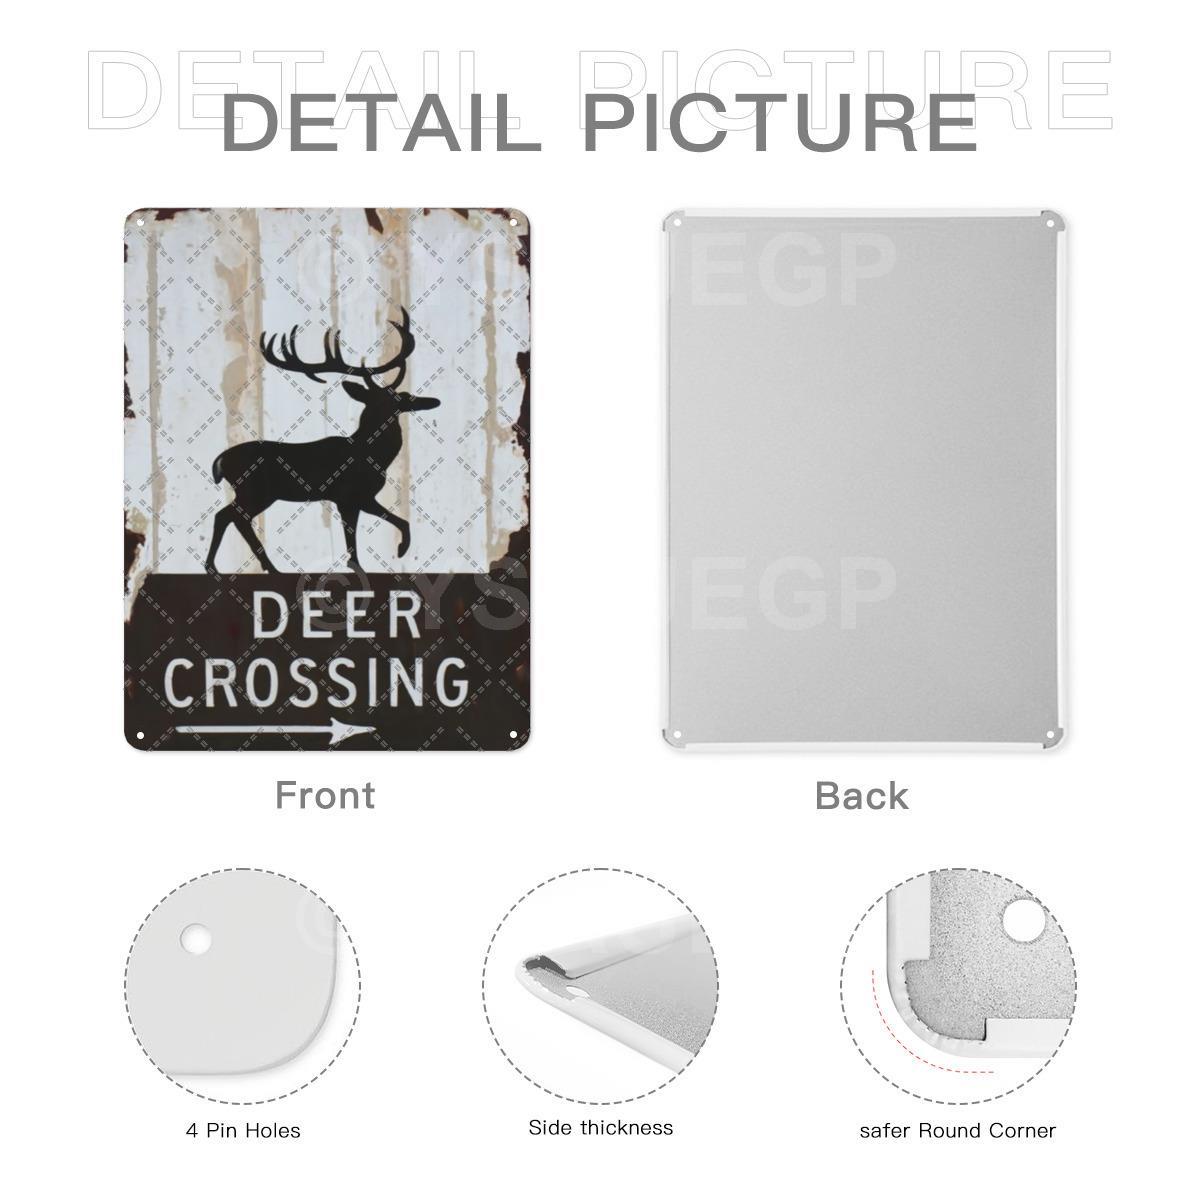 DETAIL PICTURE
DETAIL PICTURE
DEER
CROSSING
Front
Back
4 Pin Holes
Side thickness
safer Round Corner